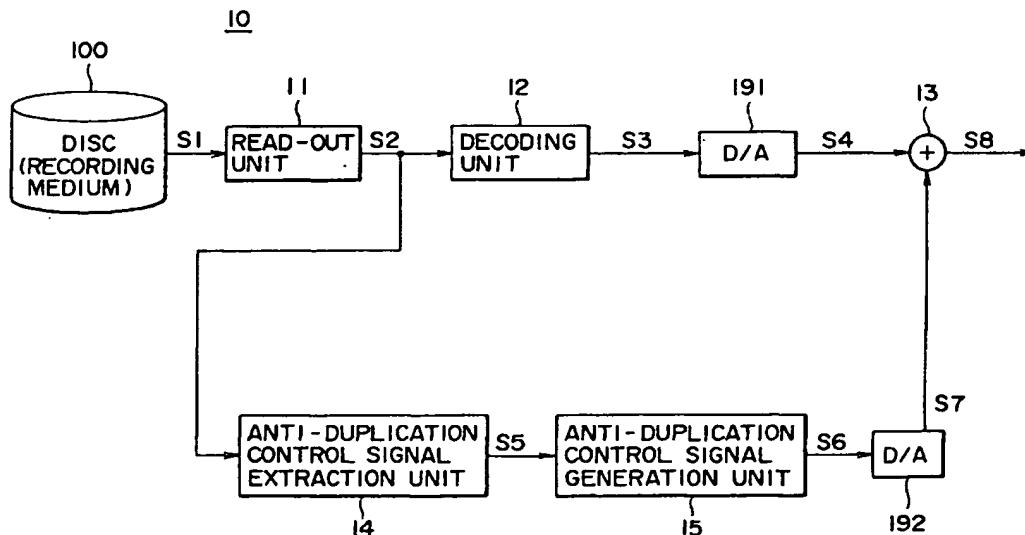 10
100
11
12
191
13
DISC
(RECORDING
MEDIUM)
S1
READ-OUT
UNIT
S2
DECODING
UNIT
S3
D/A
S4
+
S8
S7
ANTI-DUPLICATION
CONTROL SIGNAL
EXTRACTION UNIT
S5
ANTI-DUPLICATION
CONTROL SIGNAL
GENERATION UNIT
S6
D/A
14
15
192